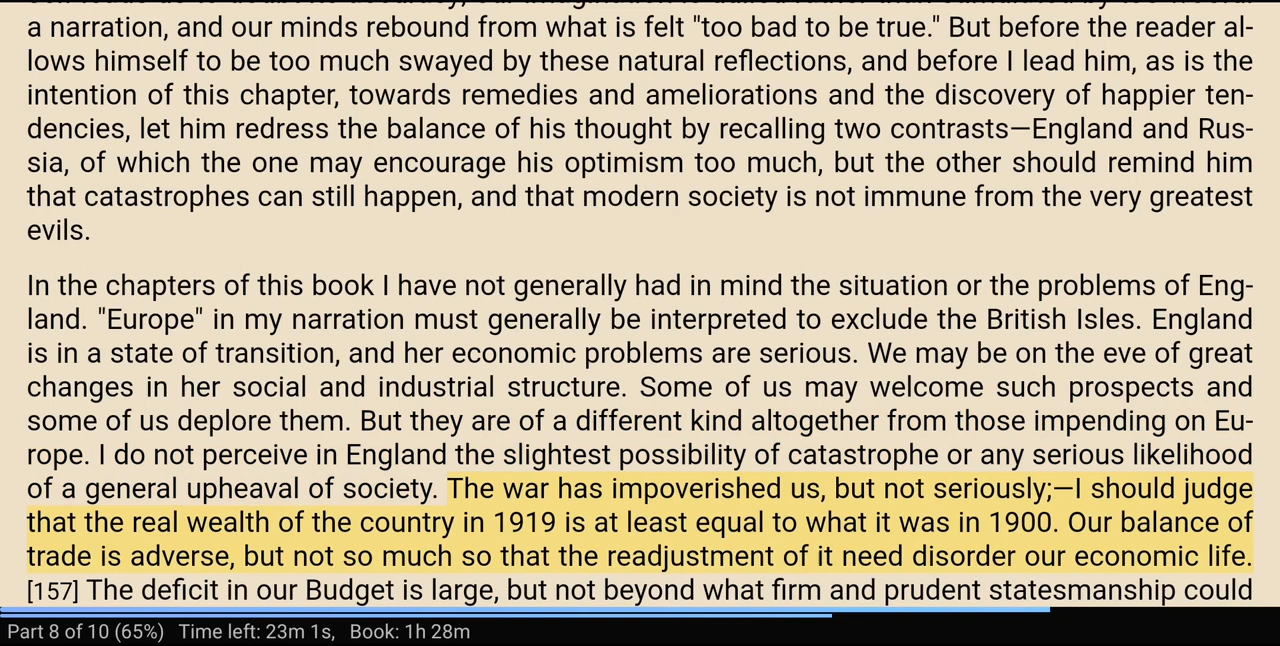 a narration, and our minds rebound from what is felt "too bad to be true." But before the reader al-
lows himself to be too much swayed by these natural reflections, and before I lead him, as is the
intention of this chapter, towards remedies and ameliorations and the discovery of happier ten-
dencies, let him redress the balance of his thought by recalling two contrasts—England and Rus-
sia, of which the one may encourage his optimism too much, but the other should remind him
that catastrophes can still happen, and that modern society is not immune from the very greatest
evils.
In the chapters of this book I have not generally had in mind the situation or the problems of Eng-
land. "Europe" in my narration must generally be interpreted to exclude the British Isles. England
is in a state of transition, and her economic problems are serious. We may be on the eve of great
changes in her social and industrial structure. Some of us may welcome such prospects and
some of us deplore them. But they are of a different kind altogether from those impending on Eu-
rope. I do not perceive in England the slightest possibility of catastrophe or any serious likelihood
of a general upheaval of society. The war has impoverished us, but not seriously;—I should judge
that the real wealth of the country in 1919 is at least equal to what it was in 1900. Our balance of
trade is adverse, but not so much so that the readjustment of it need disorder our economic life.
[157] The deficit in our Budget is large, but not beyond what firm and prudent statesmanship could
Part 8 of 10 (65%) Time left: 23m 1s, Book: 1h 28m